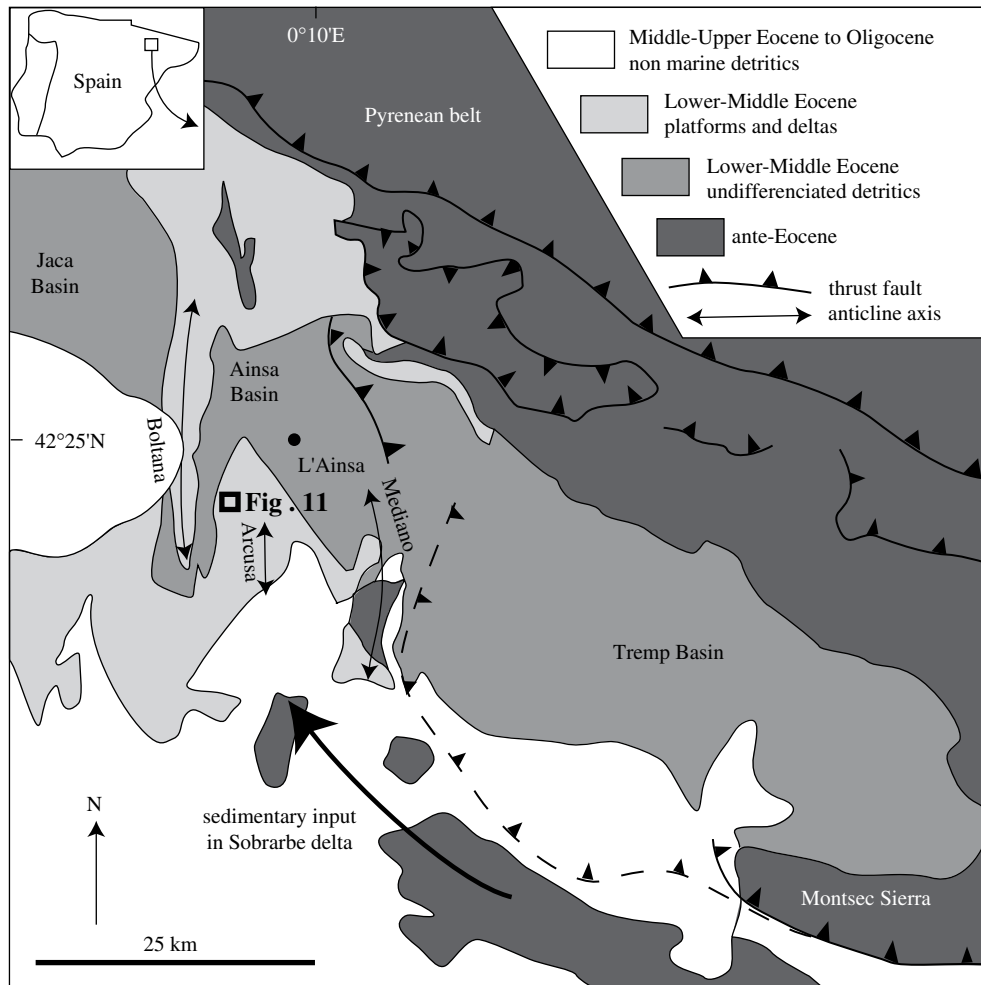 Spain
0°10'E
Pyrenean belt
Middle-Upper Eocene to Oligocene
non marine detritics
Lower-Middle Eocene
platforms and deltas
Lower-Middle Eocene
undifferenciated detritics
ante-Eocene
thrust fault
anticline axis
Jaca
Basin
Ainsa
Basin
42°25'N
Boltana
L'Ainsa
Mediano
Fig . 11
Arcusa
Tremp Basin
sedimentary input
in Sobrarbe delta
N
Montsec Sierra
25 km